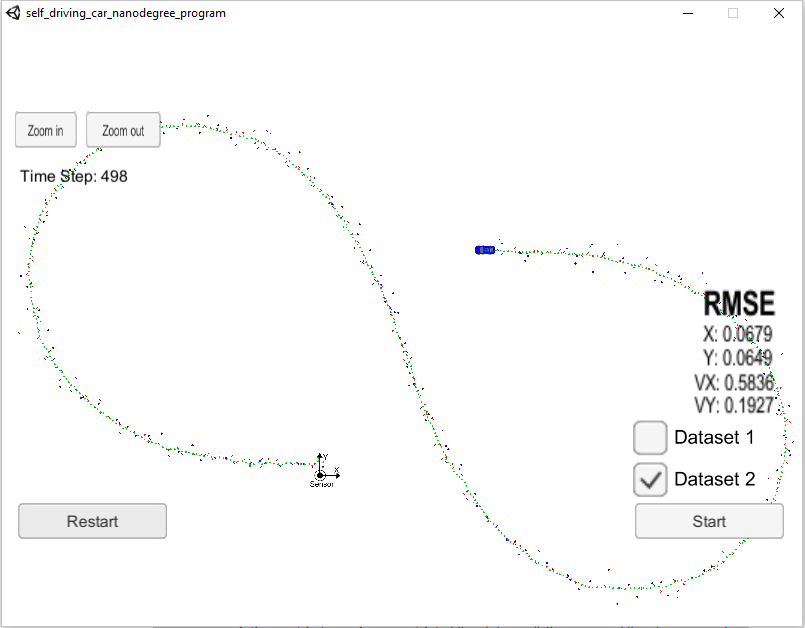 self_driving_car_nanodegree_program
Zoom in
Zoom out
Time Step: 498
RMSE
X: 0.0679
Y: 0.0649
VX: 0.5836
VY: 0.1927
Dataset 1
Y
X
Sensor
Dataset 2
Restart
Start